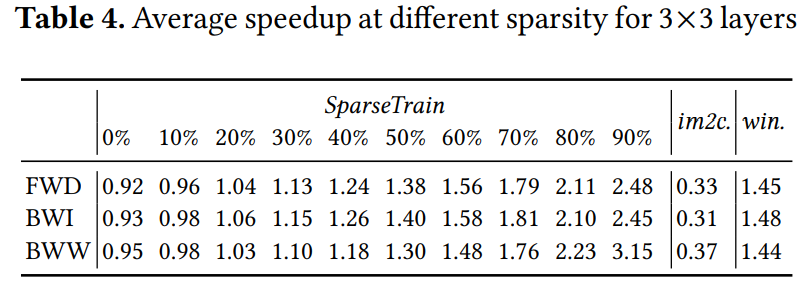 Table 4. Average speedup at different sparsity for 3×3 layers
SparseTrain im2c. win.
0% 10% 20% 30% 40% 50% 60% 70% 80% 90%
FWD 0.92 0.96 1.04 1.13 1.24 1.38 1.56 1.79 2.11 2.48 0.33 1.45
BWI 0.93 0.98 1.06 1.15 1.26 1.40 1.58 1.81 2.10 2.45 0.31 1.48
BWW 0.95 0.98 1.03 1.10 1.18 1.30 1.48 1.76 2.23 3.15 0.37 1.44